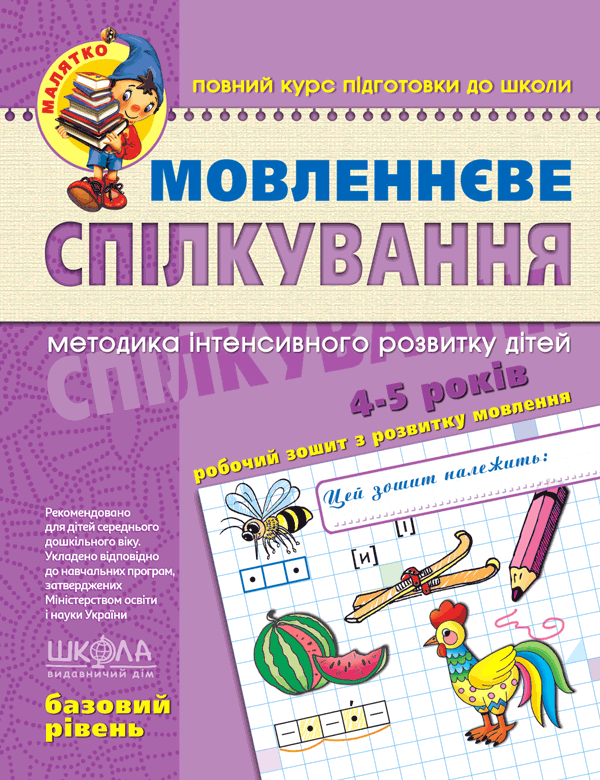 МАЛЯТКО
ПОВНИЙ КУРС ПІДГОТОВКИ ДО ШКОЛИ
МОВЛЕННЄВЕ
СПІЛКУВАННЯ
СПІЛКУВАННЯ
методика інтенсивного розвитку дітей
4-5 років
робочий зошит з розвитку мовлення
Цей зошит належить:
[і]
[и]
Рекомендовано
для дітей середнього
дошкільного віку.
Укладено відповідно
до навчальних програм,
затверджених
Міністерством освіти
і науки України
ШКОЛА
видавничий дім
базовий
рівень